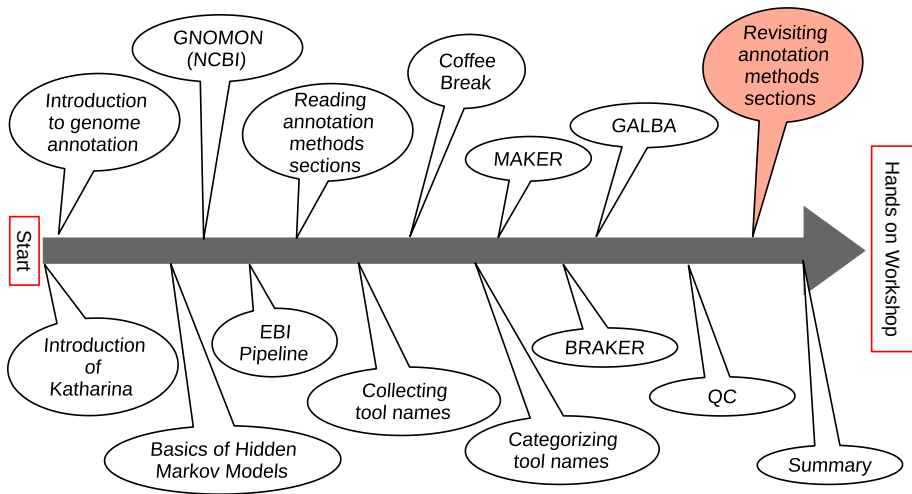 Start
Introduction
of
Katharina
Introduction
to genome
annotation
Basics of Hidden
Markov Models
GNOMON
(NCBI)
EBI
Pipeline
Reading
annotation
methods
sections
Collecting
tool names
Coffee
Break
Categorizing
tool names
MAKER
BRAKER
GALBA
QC
Revisiting
annotation
methods
sections
Summary
Hands on Workshop